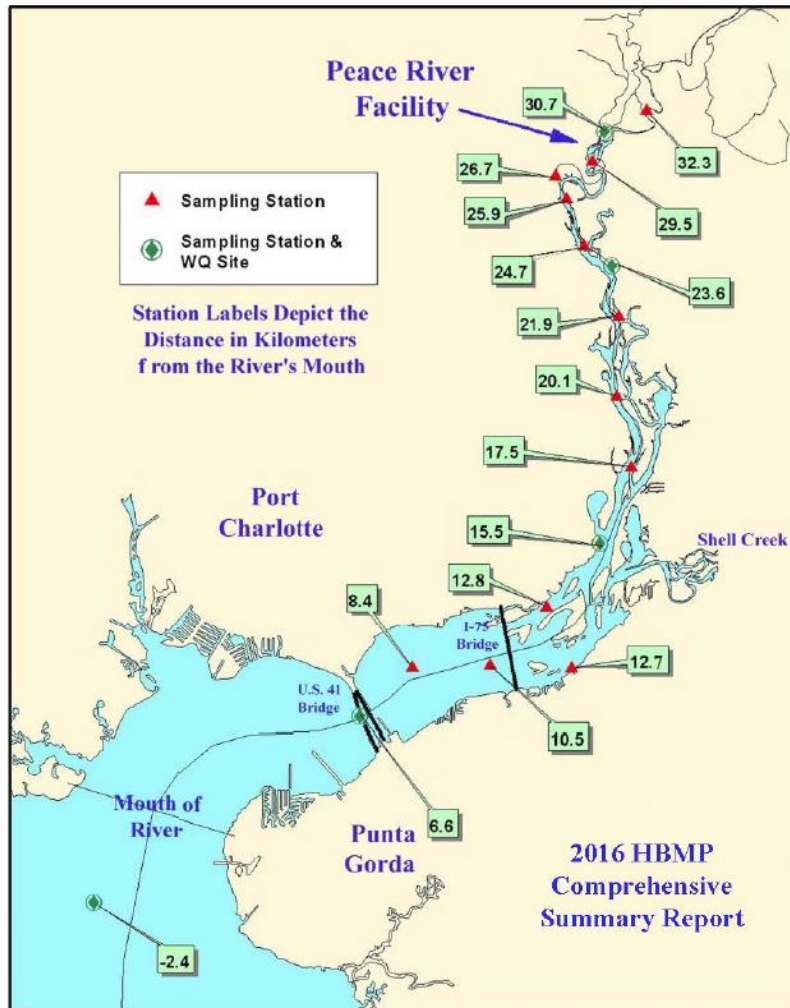 Peace River
Facility
30.7
32.3
26.7
29.5
25.9
24.7
23.6
Sampling Station
Sampling Station &
WQ Site
Station Labels Depict the
Distance in Kilometers
f rom the River's Mouth
21.9
20.1
17.5
Port
Charlotte
15.5
Shell Creek
12.8
8.4
I-75
Bridge
12.7
U.S. 41
Bridge
10.5
Mouth of
River
6.6
Punta
Gorda
2016 HBMP
Comprehensive
Summary Report
-2.4